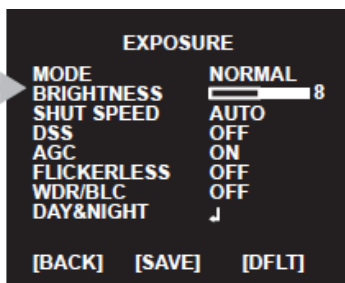 EXPOSURE
MODE NORMAL
BRIGHTNESS 8
SHUT SPEED AUTO
DSS OFF
AGC ON
FLICKERLESS OFF
WDR/BLC OFF
DAY&NIGHT ↲
[BACK] [SAVE] [DFLT]